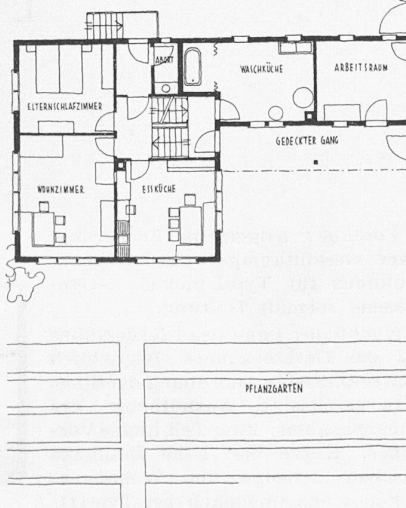 ABORT
WASCHKÜCHE
ARBEITSRAUM
ELTERNSCHLAFZIMMER
GEDECKTER GANG
WOHNZIMMER
ESSKÜCHE
PFLANZGARTEN